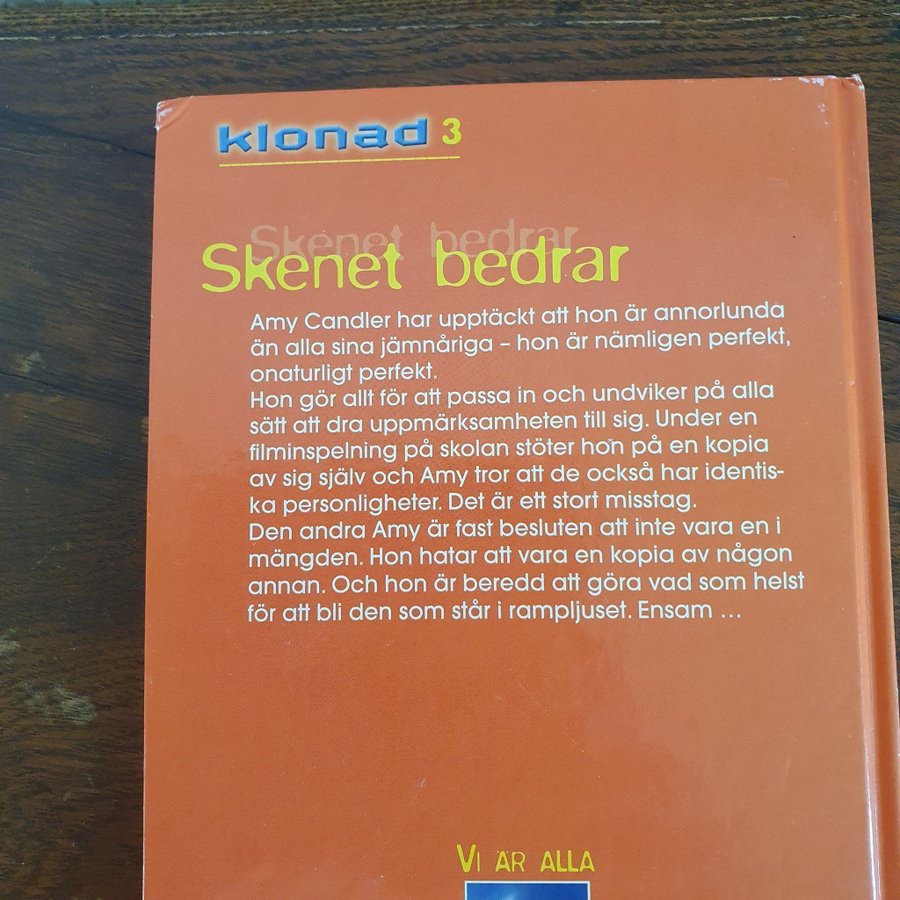 klonad 3
Skenet bedrar
Skenet bedrar
Amy Candler har upptäckt att hon är annorlunda
än alla sina jämnåriga – hon är nämligen perfekt,
onaturligt perfekt.
Hon gör allt för att passa in och undviker på alla
sätt att dra uppmärksamheten till sig. Under en
filminspelning på skolan stöter hon på en kopia
av sig själv och Amy tror att de också har identis-
ka personligheter. Det är ett stort misstag.
Den andra Amy är fast besluten att inte vara en i
mängden. Hon hatar att vara en kopia av någon
annan. Och hon är beredd att göra vad som helst
för att bli den som står i rampljuset. Ensam ...
VI ÄR ALLA